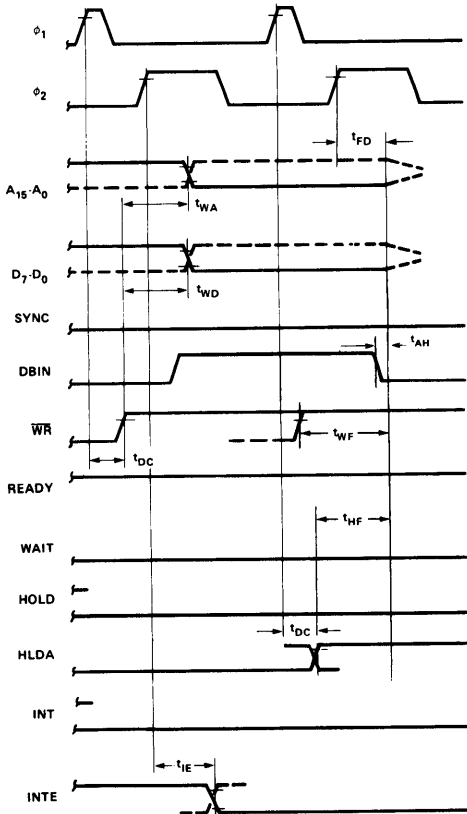 ϕ1
ϕ2
tFD
A15-A0
tWA
D7-D0
tWD
SYNC
tAH
DBIN
WR
tWF
tDC
READY
tHF
WAIT
HOLD
tDC
HLDA
INT
tIE
INTE